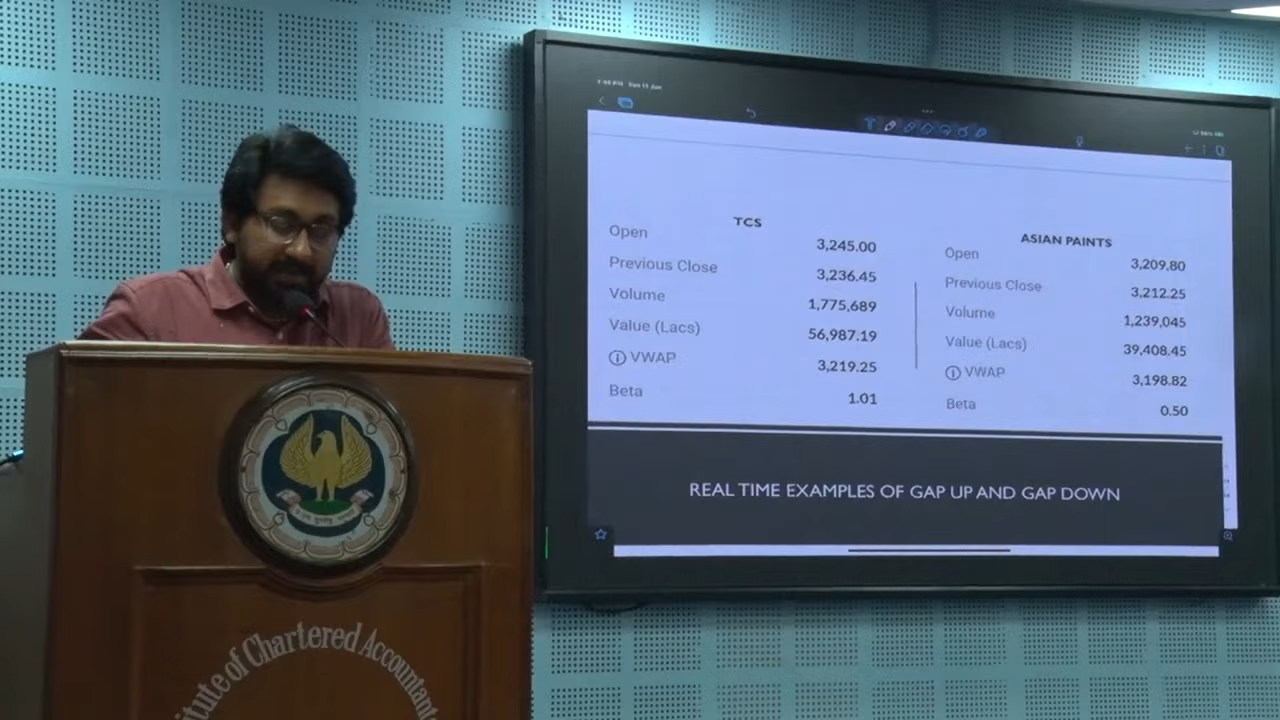 TCS
Open 3,245.00
Previous Close 3,236.45
Volume 1,775,689
Value (Lacs) 56,987.19
VWAP 3,219.25
Beta 1.01
ASIAN PAINTS
Open 3,209.80
Previous Close 3,212.25
Volume 1,239,045
Value (Lacs) 39,408.45
VWAP 3,198.82
Beta 0.50
REAL TIME EXAMPLES OF GAP UP AND GAP DOWN
of Chartered